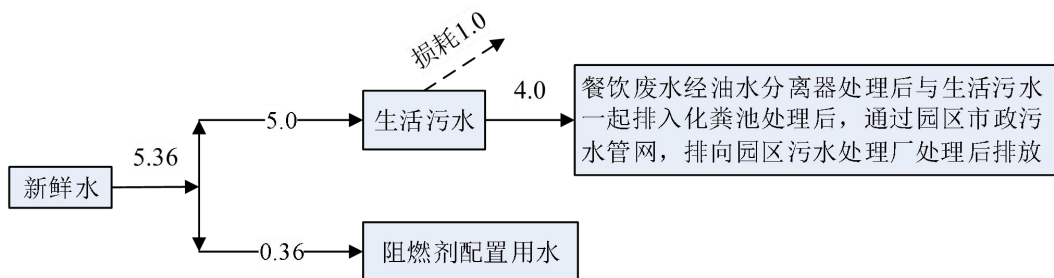 损耗1.0
4.0
餐饮废水经油水分离器处理后与生活污水
一起排入化粪池处理后，通过园区市政污
水管网，排向园区污水处理厂处理后排放
5.0
生活污水
5.36
新鲜水
0.36
阻燃剂配置用水